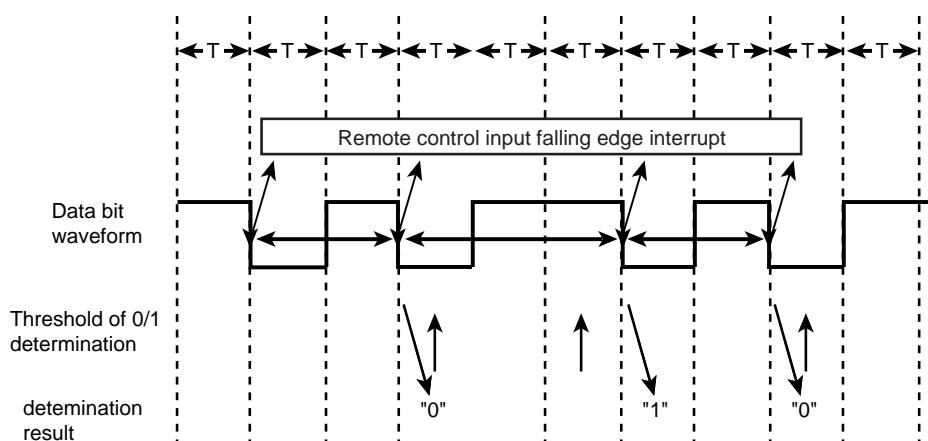 T T T T T T T T T T
Remote control input falling edge interrupt
Data bit
waveform
Threshold of 0/1
determination
detemination
result
"0" "1" "0"